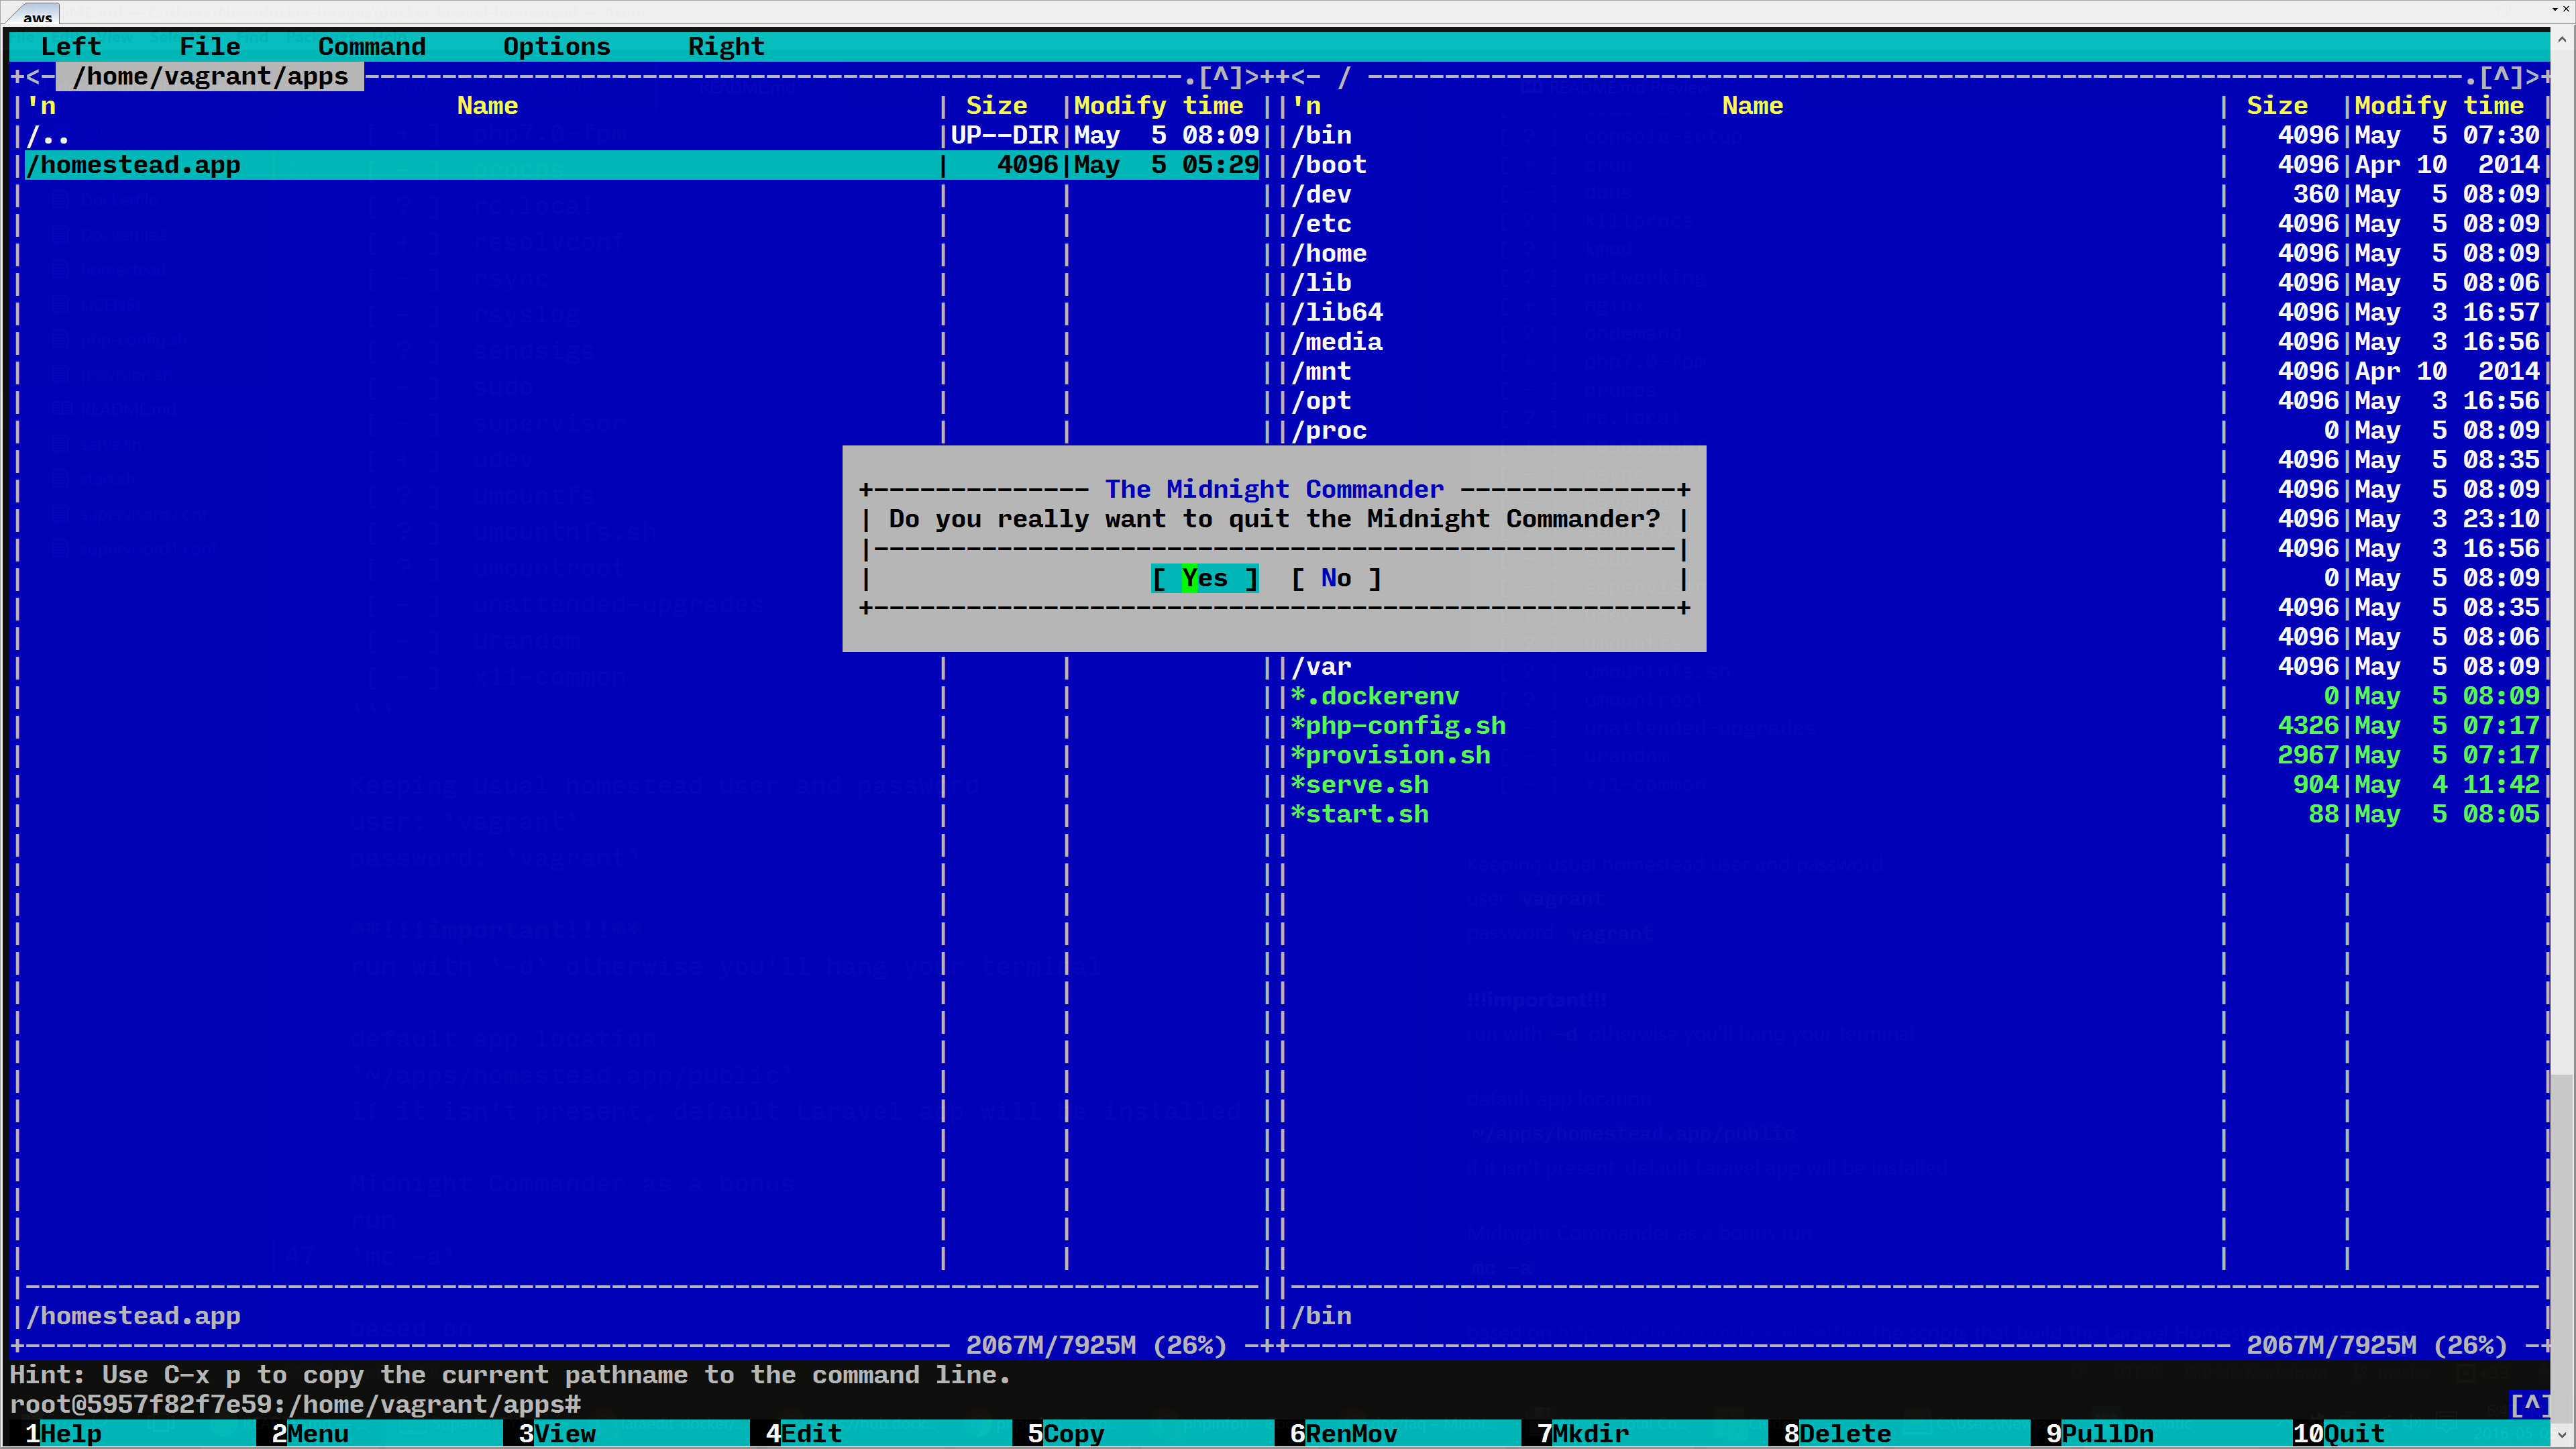 aws
Left File Command Options Right
+<- /home/vagrant/apps ---.[^]>++<- / ---.[^]>+
'n Name Size Modify time 'n Name Size Modify time
/.. UP--DIR May 5 08:09 /bin 4096 May 5 07:30
/homestead.app 4096 May 5 05:29 /boot 4096 Apr 10 2014
/dev 360 May 5 08:09
/etc 4096 May 5 08:09
/home 4096 May 5 08:09
/lib 4096 May 5 08:06
/lib64 4096 May 3 16:57
/media 4096 May 3 16:56
/mnt 4096 Apr 10 2014
/opt 4096 May 3 16:56
/proc 0 May 5 08:09
4096 May 5 08:35
The Midnight Commander 4096 May 5 08:09
Do you really want to quit the Midnight Commander? 4096 May 3 23:10
4096 May 3 16:56
[ Yes ] [ No ] 0 May 5 08:09
4096 May 5 08:35
4096 May 5 08:06
/var 4096 May 5 08:09
*.dockerenv 0 May 5 08:09
*php-config.sh 4326 May 5 07:17
*provision.sh 2967 May 5 07:17
*serve.sh 904 May 4 11:42
*start.sh 88 May 5 08:05
/homestead.app /bin
2067M/7925M (26%) 2067M/7925M (26%)
Hint: Use C-x p to copy the current pathname to the command line.
root@5957f82f7e59:/home/vagrant/apps# [^]
1Help 2Menu 3View 4Edit 5Copy 6RenMov 7Mkdir 8Delete 9PullDn 10Quit